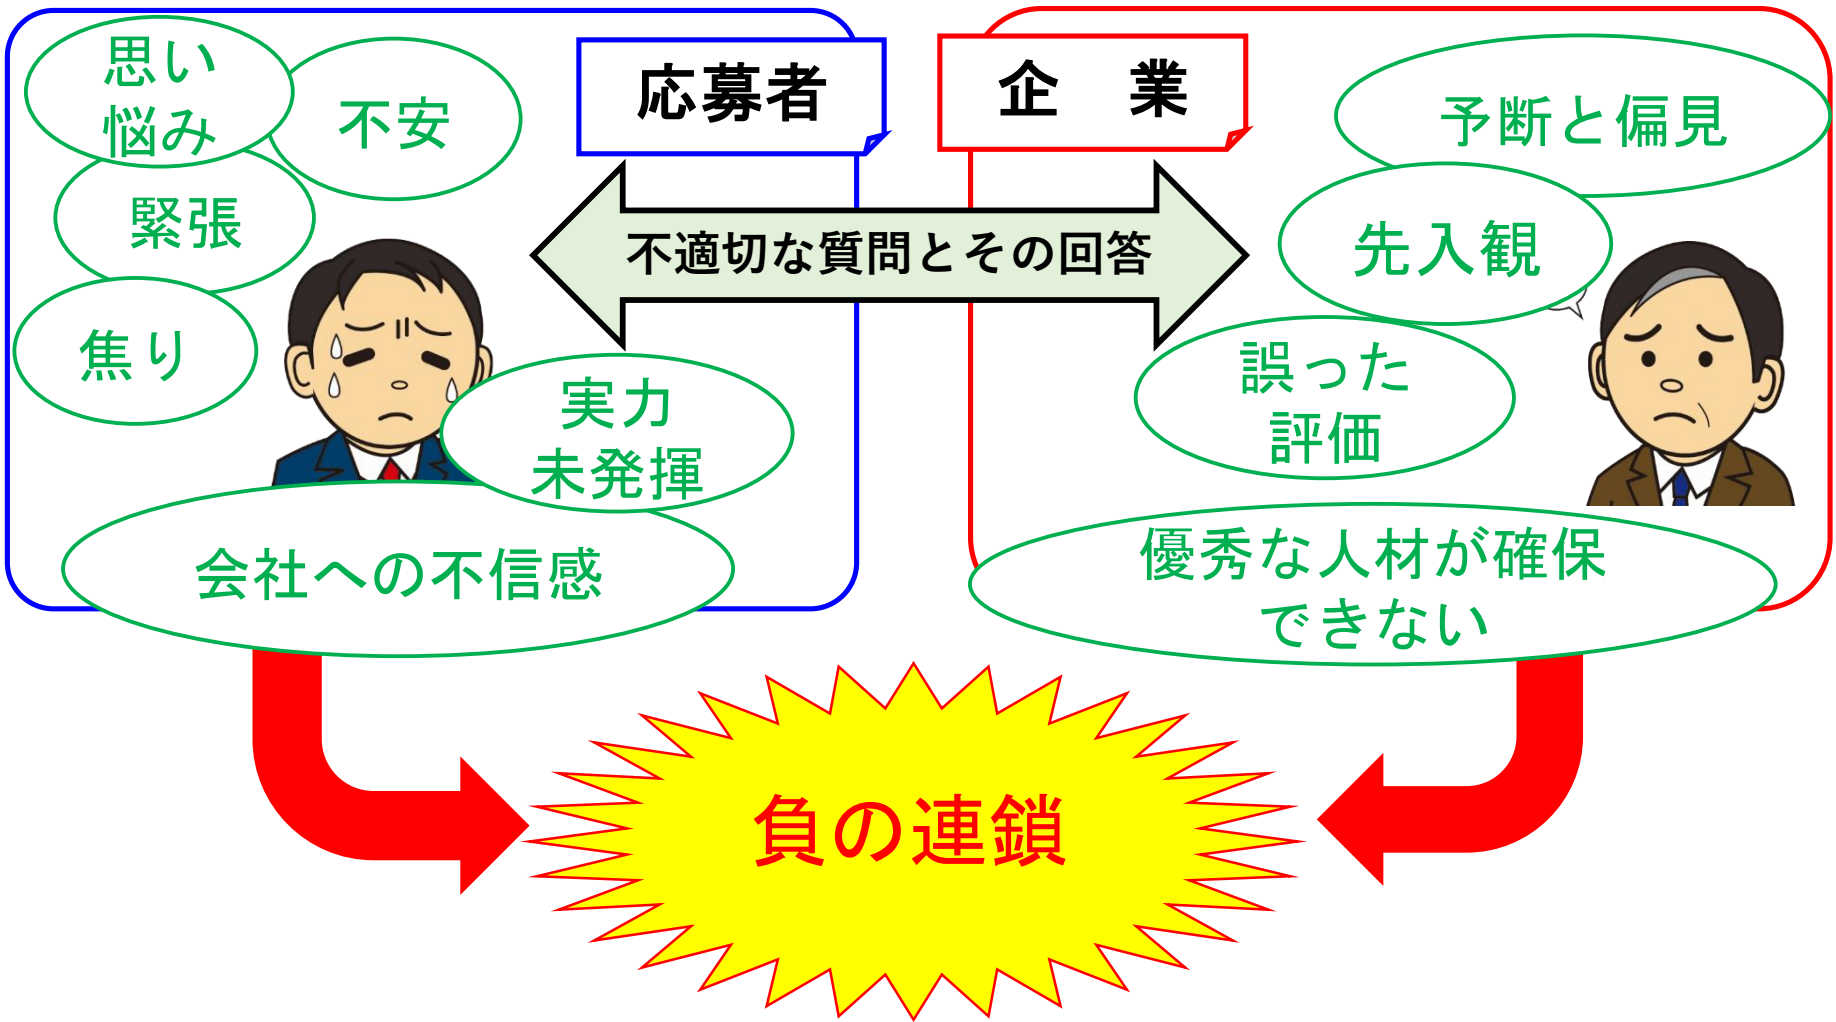 思い
悩み
不安
緊張
焦り
実力
未発揮
会社への不信感
応募者
企　業
不適切な質問とその回答
予断と偏見
先入観
誤った
評価
優秀な人材が確保
できない
負の連鎖